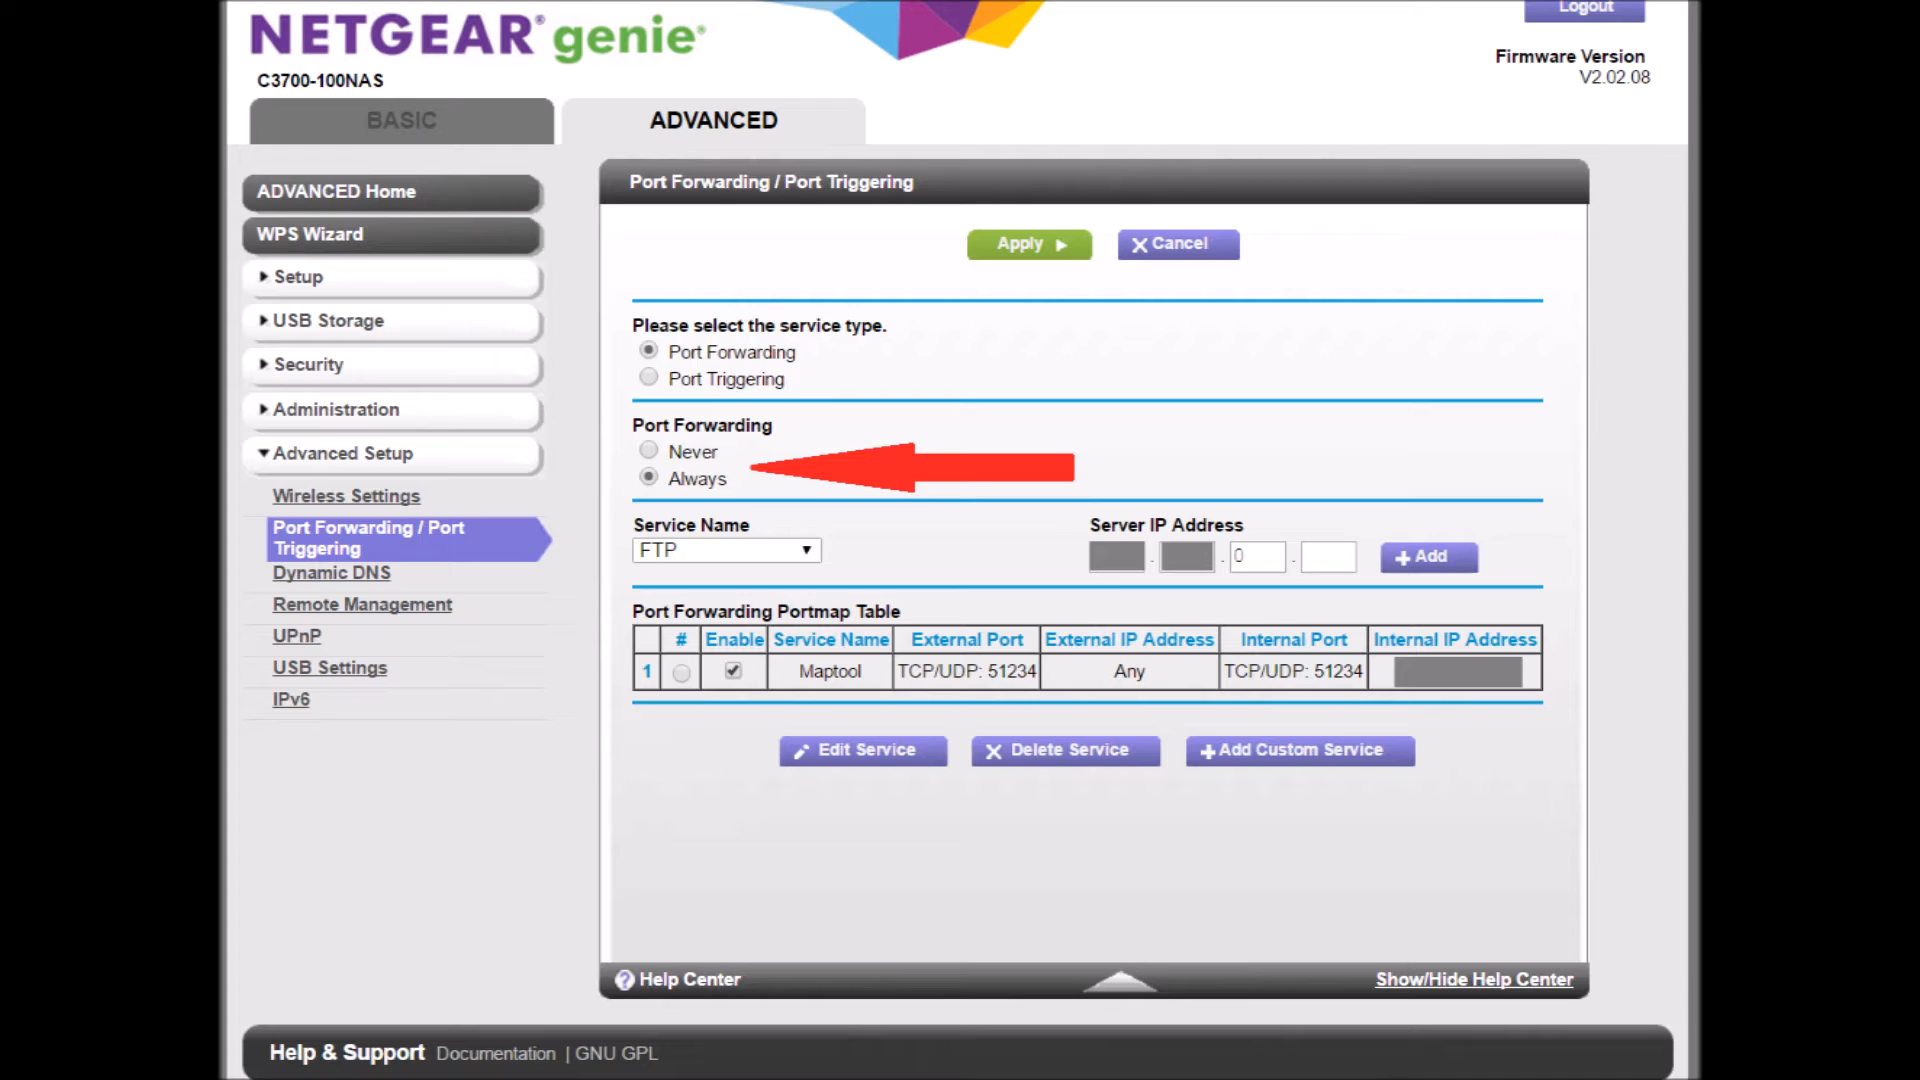 NETGEAR® genie®
Logout
Firmware Version
V2.02.08
C3700-100NAS
BASIC
ADVANCED
ADVANCED Home
WPS Wizard
Setup
USB Storage
Security
Administration
Advanced Setup
Wireless Settings
Port Forwarding / Port
Triggering
Dynamic DNS
Remote Management
UPnP
USB Settings
IPv6
Port Forwarding / Port Triggering
Apply
Cancel
Please select the service type.
Port Forwarding
Port Triggering
Port Forwarding
Never
Always
Service Name
Server IP Address
FTP
. . 0 .
Add
Port Forwarding Portmap Table
# Enable Service Name External Port External IP Address Internal Port Internal IP Address
1 Maptool TCP/UDP: 51234 Any TCP/UDP: 51234
Edit Service
Delete Service
Add Custom Service
? Help Center
Show/Hide Help Center
Help & Support Documentation | GNU GPL